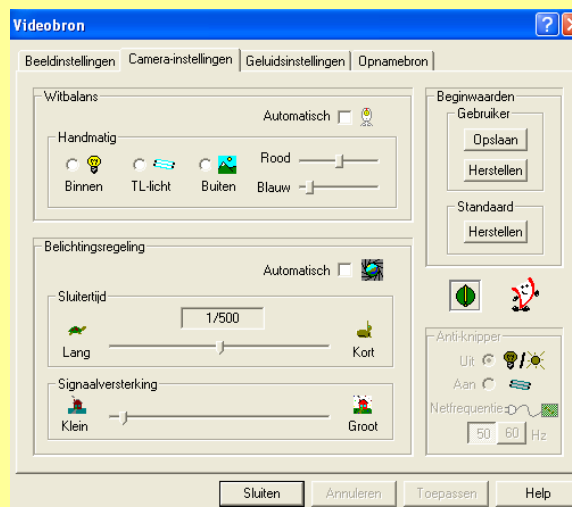 Videobron
Beeldinstellingen Camera-instellingen Geluidsinstellingen Opnamebron
Witbalans
Automatisch
Handmatig
Binnen TL-licht Buiten
Rood
Blauw
Belichtingsregeling
Automatisch
Sluitertijd
1/500
Lang Kort
Signaalversterking
Klein Groot
Beginwaarden
Gebruiker
Opslaan
Herstellen
Standaard
Herstellen
Anti-knipper
Uit
Aan
Netfrequentie
50 60 Hz
Sluiten Annuleren Toepassen Help